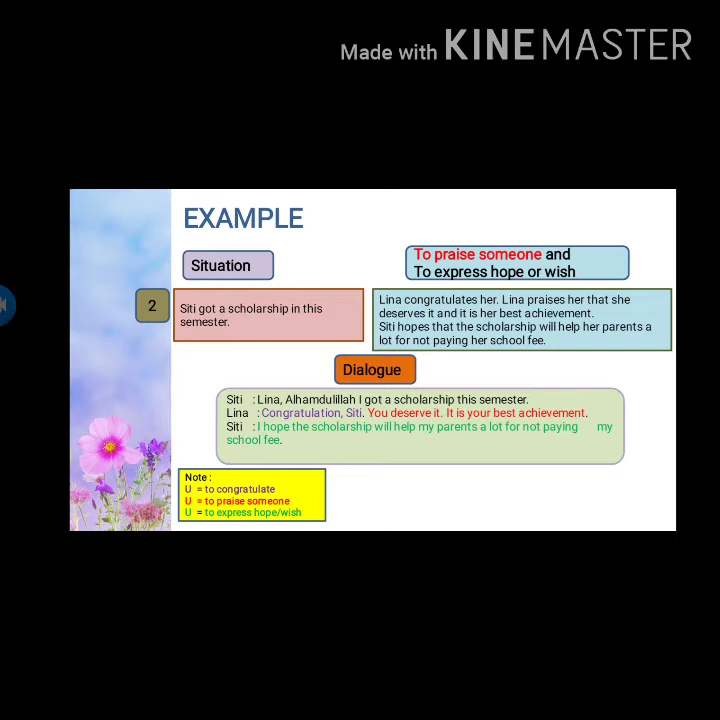 Made with KINEMASTER
EXAMPLE
Situation
To praise someone and
To express hope or wish
2
Siti got a scholarship in this
semester.
Lina congratulates her. Lina praises her that she
deserves it and it is her best achievement.
Siti hopes that the scholarship will help her parents a
lot for not paying her school fee.
Dialogue
Siti : Lina, Alhamdulillah I got a scholarship this semester.
Lina : Congratulation, Siti. You deserve it. It is your best achievement.
Siti : I hope the scholarship will help my parents a lot for not paying my
school fee.
Note :
U = to congratulate
U = to praise someone
U = to express hope/wish